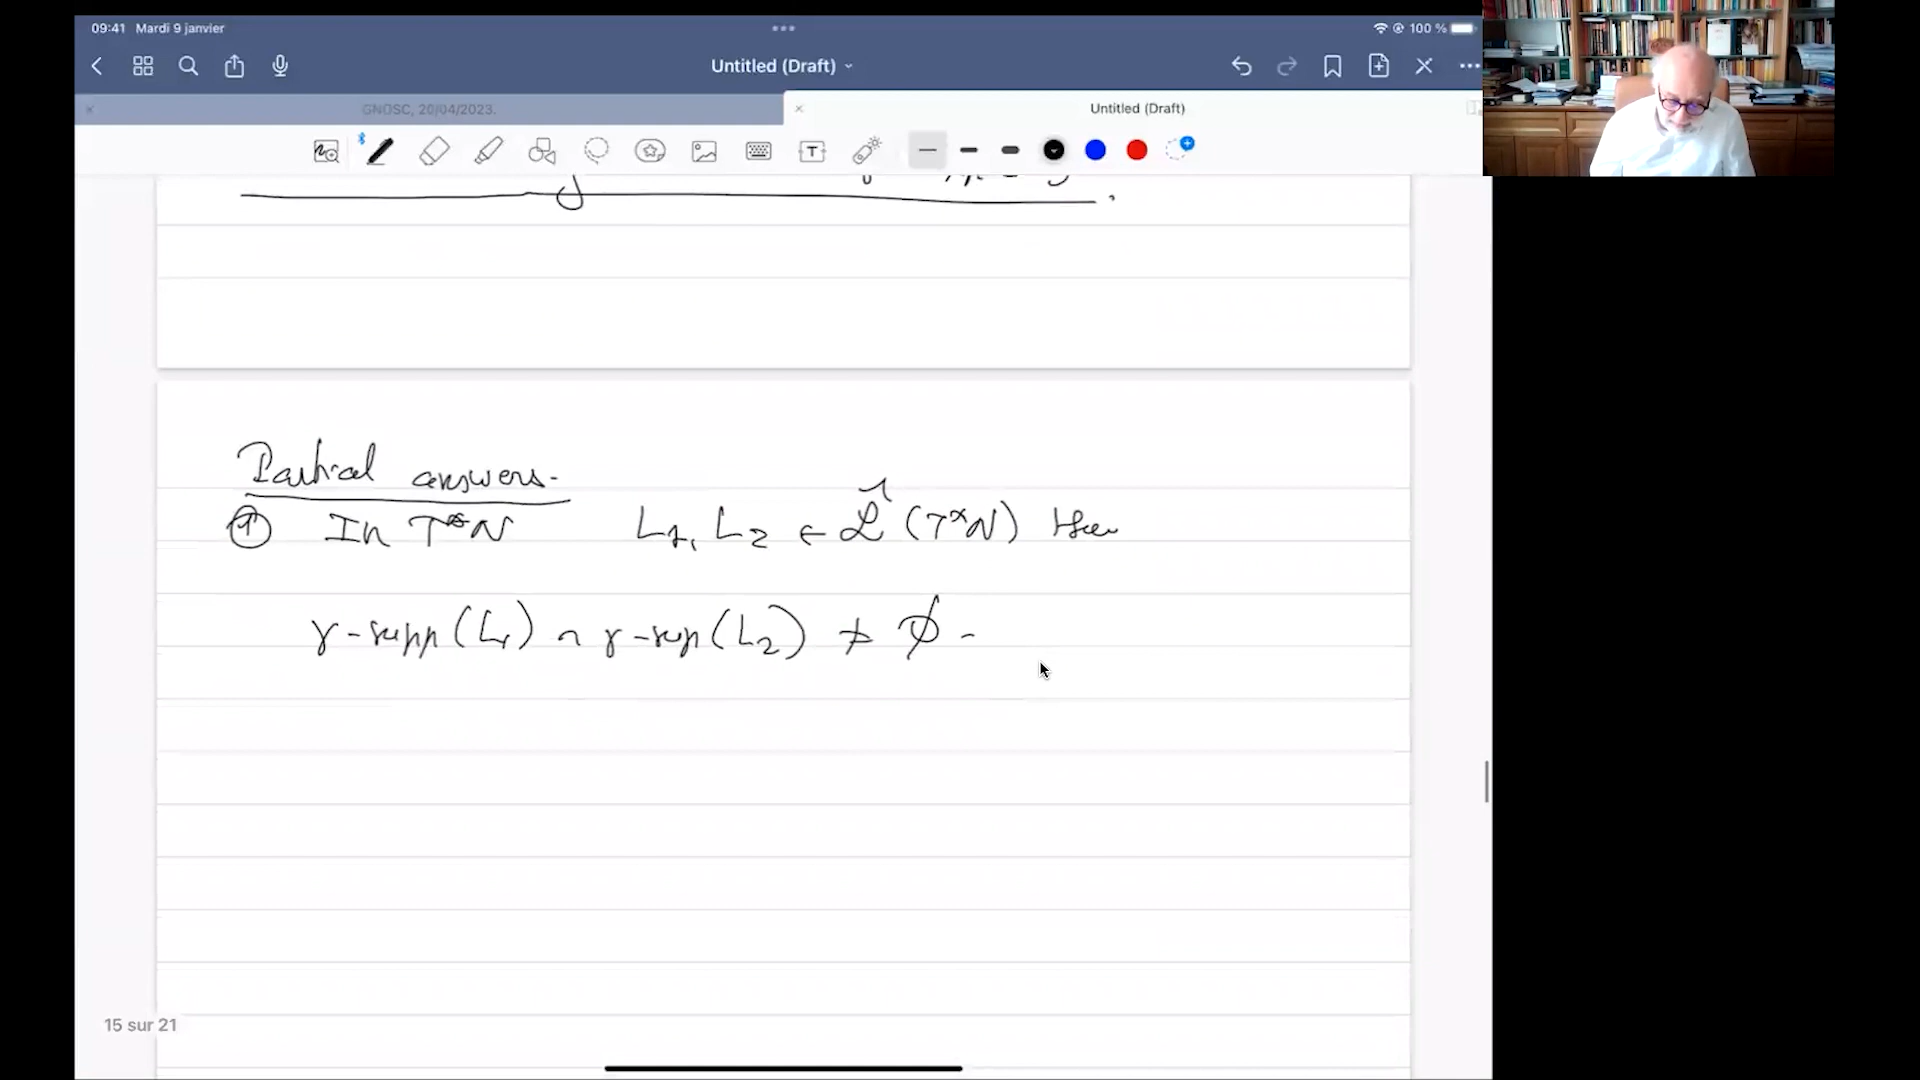 09:41 Mardi 9 janvier
100 %
Untitled (Draft)
GNOSC, 20/04/2023.
Untitled (Draft)
T
Partial answers.
① In T*N L₁, L₂ ∈ 𝓛̂ (T*N) then
γ-supp(L₁) ∩ γ-supp(L₂) ≠ ∅ -
15 sur 21